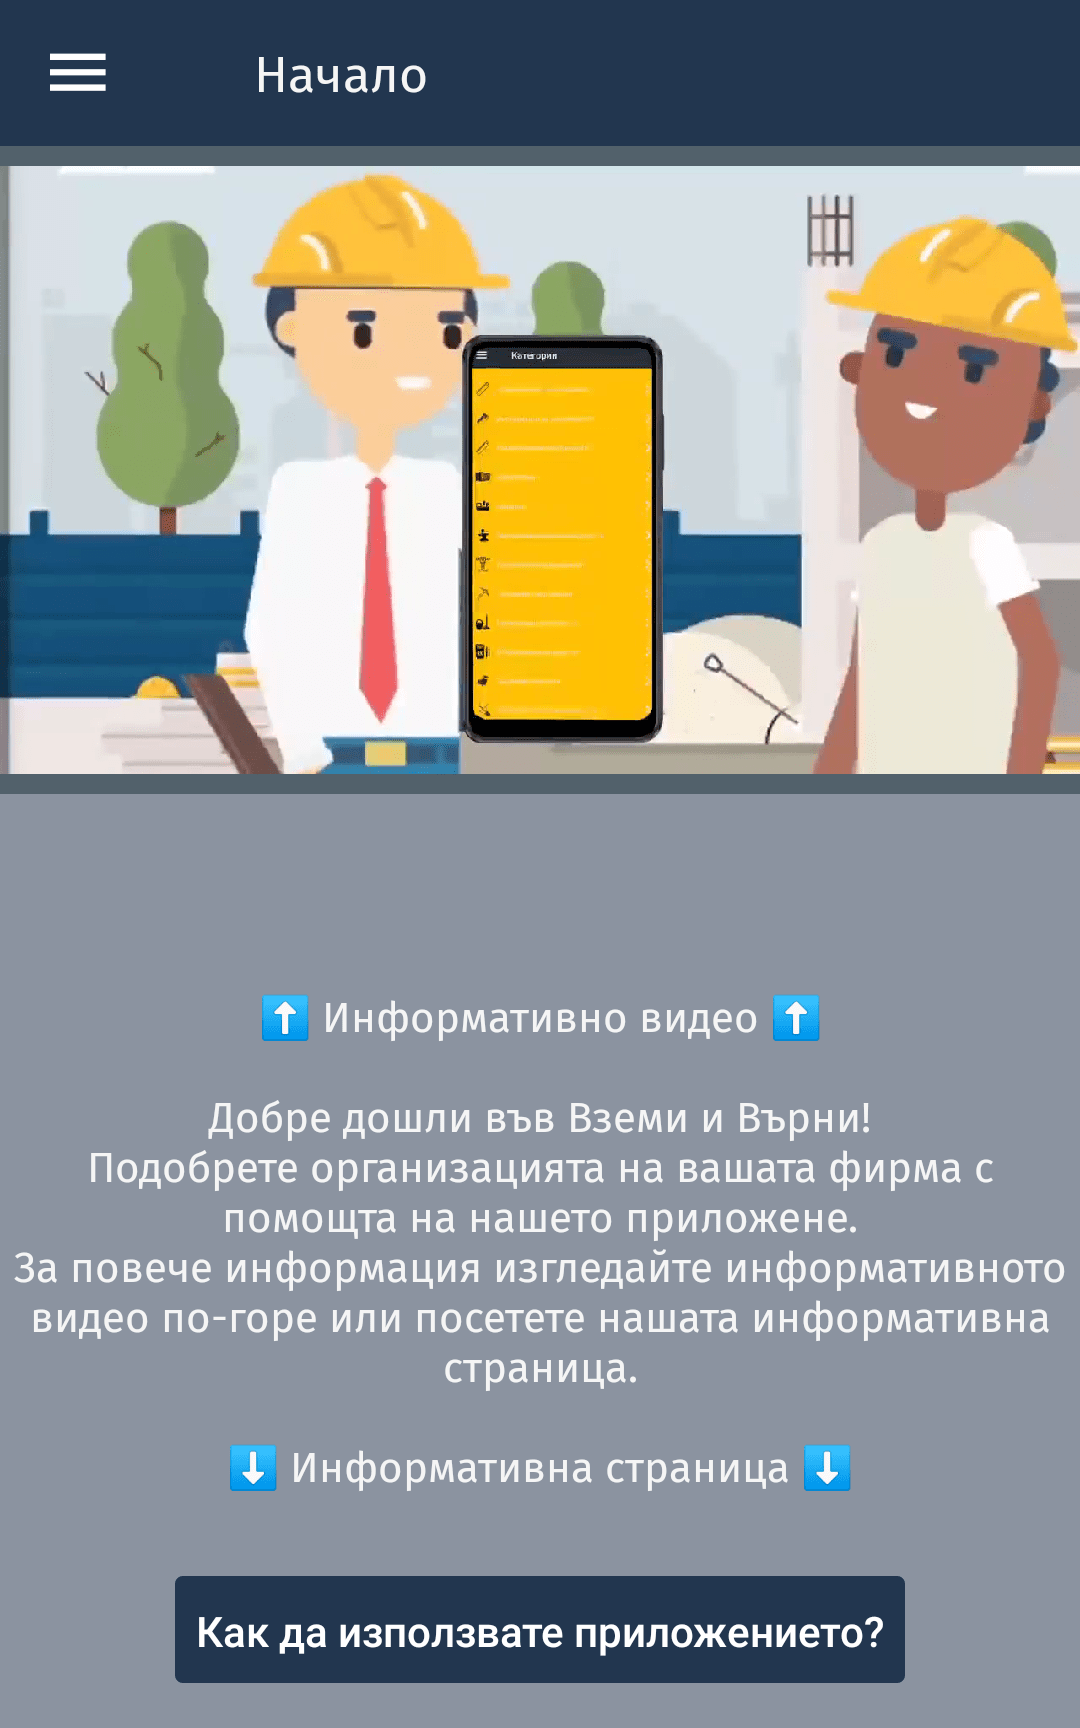 Начало
Категории
⬆️ Информативно видео ⬆️
Добре дошли във Вземи и Върни!
Подобрете организацията на вашата фирма с
помощта на нашето приложене.
За повече информация изгледайте информативното
видео по-горе или посетете нашата информативна
страница.
⬇️ Информативна страница ⬇️
Как да използвате приложението?